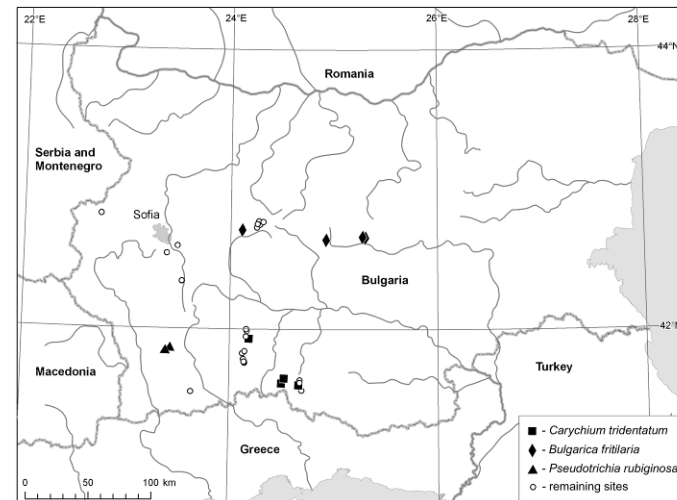 22°E 24°E 26°E 28°E
44°N
Romania
Serbia and
Montenegro
Sofia
Bulgaria
42°N
Macedonia
Turkey
Greece
- Carychium tridentatum
- Bulgarica fritilaria
- Pseudotrichia rubiginosa
- remaining sites
0 50 100 km